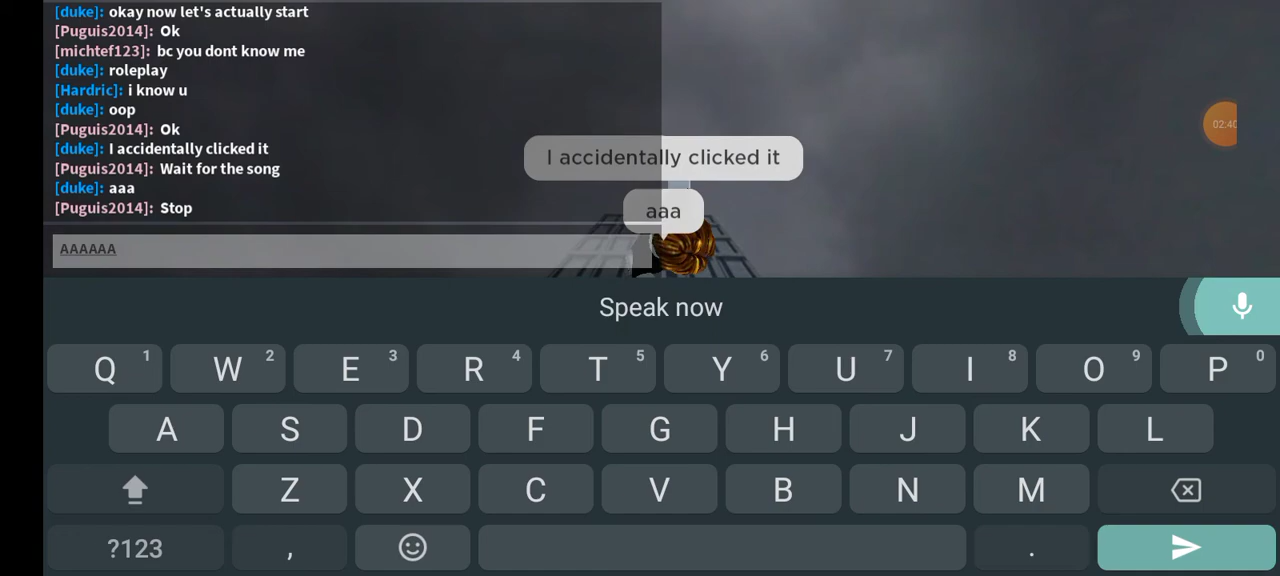 [duke]: okay now let's actually start
[Puguis2014]: Ok
[michtef123]: bc you dont know me
[duke]: roleplay
[Hardric]: i know u
[duke]: oop
[Puguis2014]: Ok
[duke]: I accidentally clicked it
[Puguis2014]: Wait for the song
[duke]: aaa
[Puguis2014]: Stop
02:40
I accidentally clicked it
aaa
AAAAAA
Speak now
Q 1 W 2 E 3 R 4 T 5 Y 6 U 7 I 8 O 9 P 0
A S D F G H J K L
Z X C V B N M
?123 , .